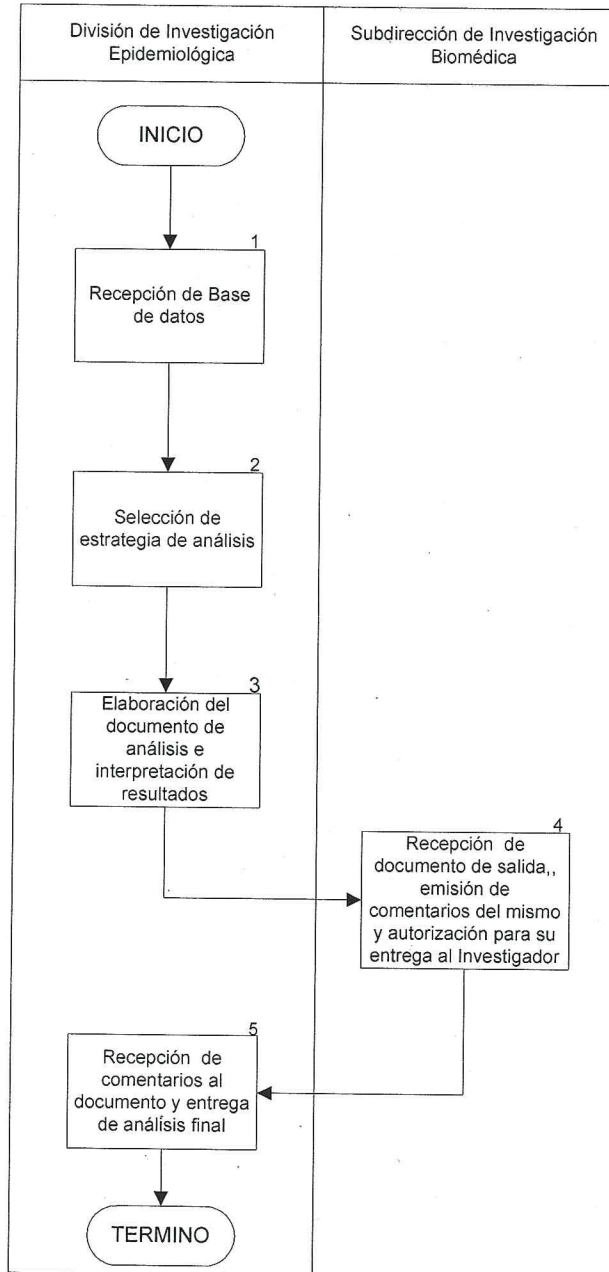 División de Investigación
Epidemiológica
Subdirección de Investigación
Biomédica
INICIO
1
Recepción de Base
de datos
2
Selección de
estrategia de análisis
3
Elaboración del
documento de
análisis e
interpretación de
resultados
4
Recepción de
documento de salida,,
emisión de
comentarios del mismo
y autorización para su
entrega al Investigador
5
Recepción de
comentarios al
documento y entrega
de análisis final
TERMINO